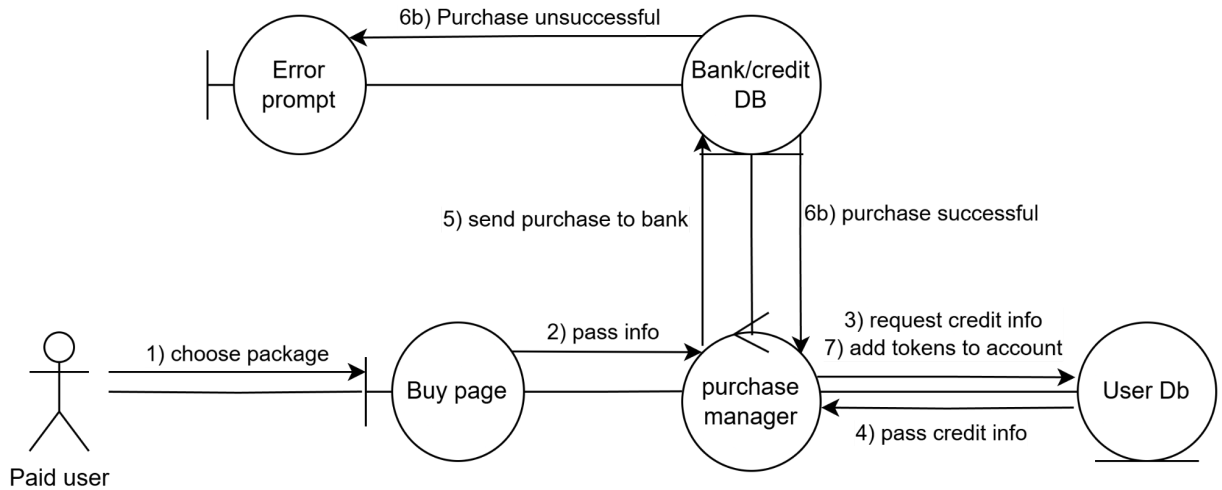 6b) Purchase unsuccessful
Error
prompt
Bank/credit
DB
5) send purchase to bank
6b) purchase successful
1) choose package
2) pass info
3) request credit info
7) add tokens to account
Buy page
purchase
manager
User Db
4) pass credit info
Paid user